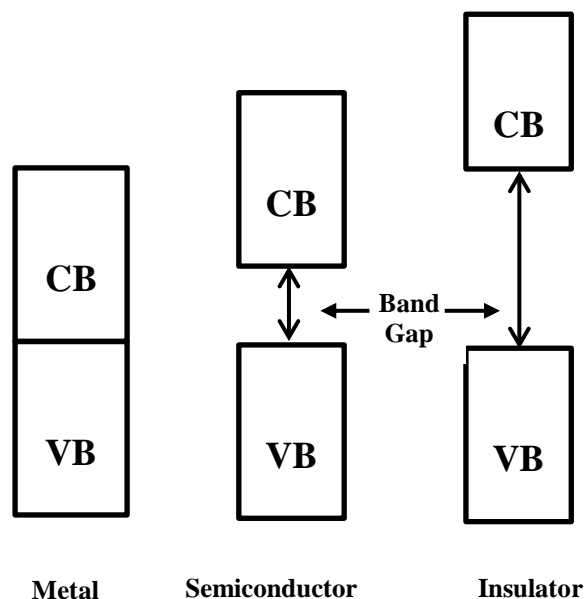 CB
CB
CB
Band
Gap
VB
VB
VB
Metal
Semiconductor
Insulator